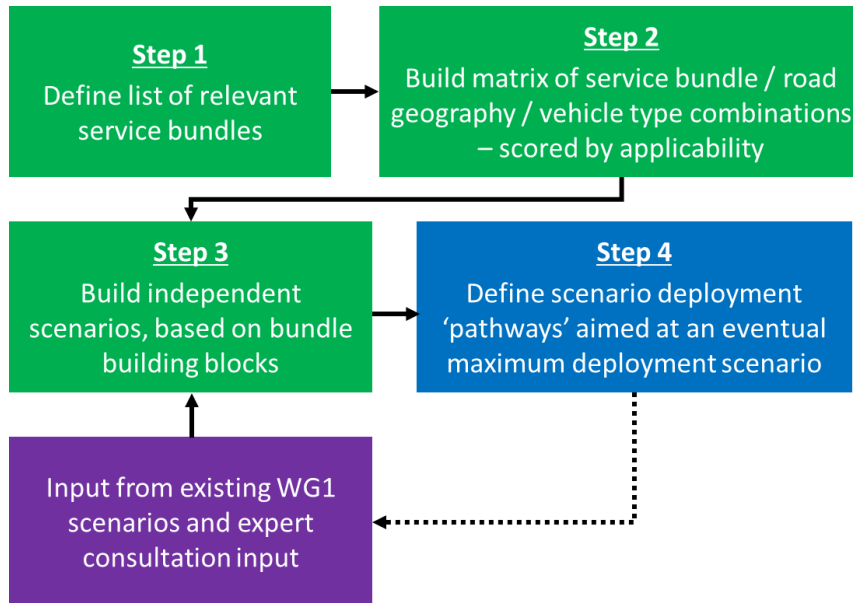 Step 1
Define list of relevant
service bundles
Step 2
Build matrix of service bundle / road
geography / vehicle type combinations
– scored by applicability
Step 3
Build independent
scenarios, based on bundle
building blocks
Step 4
Define scenario deployment
‘pathways’ aimed at an eventual
maximum deployment scenario
Input from existing WG1
scenarios and expert
consultation input